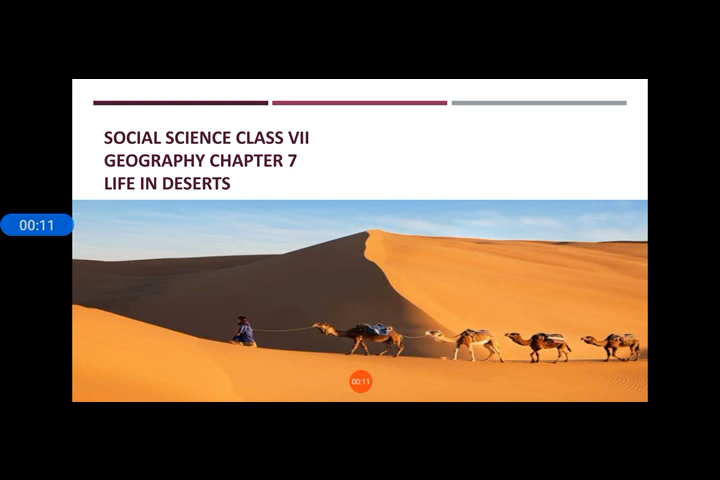 SOCIAL SCIENCE CLASS VII
GEOGRAPHY CHAPTER 7
LIFE IN DESERTS
00:11
00:11